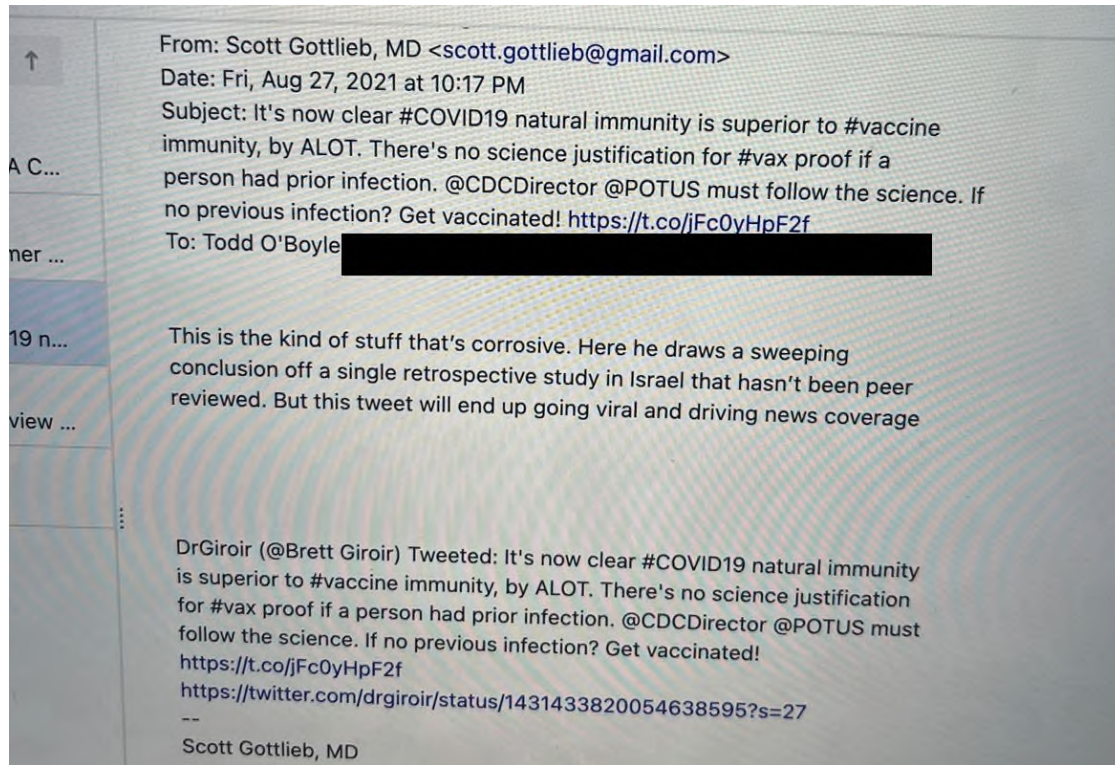 ↑
A C...
mer ...
19 n...
view ...
From: Scott Gottlieb, MD <scott.gottlieb@gmail.com>
Date: Fri, Aug 27, 2021 at 10:17 PM
Subject: It's now clear #COVID19 natural immunity is superior to #vaccine
immunity, by ALOT. There's no science justification for #vax proof if a
person had prior infection. @CDCDirector @POTUS must follow the science. If
no previous infection? Get vaccinated! https://t.co/jFc0yHpF2f
To: Todd O'Boyle
This is the kind of stuff that's corrosive. Here he draws a sweeping
conclusion off a single retrospective study in Israel that hasn't been peer
reviewed. But this tweet will end up going viral and driving news coverage
DrGiroir (@Brett Giroir) Tweeted: It's now clear #COVID19 natural immunity
is superior to #vaccine immunity, by ALOT. There's no science justification
for #vax proof if a person had prior infection. @CDCDirector @POTUS must
follow the science. If no previous infection? Get vaccinated!
https://t.co/jFc0yHpF2f
https://twitter.com/drgiroir/status/1431433820054638595?s=27
--
Scott Gottlieb, MD